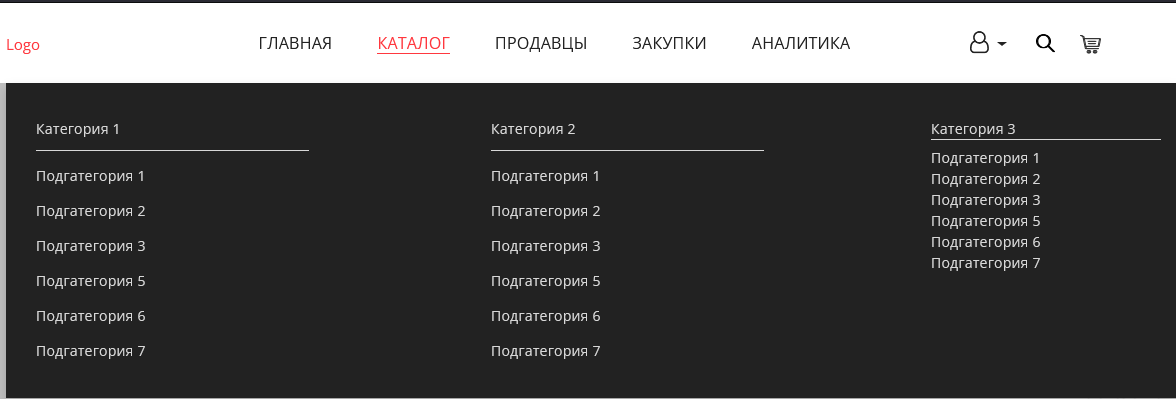 Logo ГЛАВНАЯ КАТАЛОГ ПРОДАВЦЫ ЗАКУПКИ АНАЛИТИКА
Категория 1
Подгатегория 1
Подгатегория 2
Подгатегория 3
Подгатегория 5
Подгатегория 6
Подгатегория 7
Категория 2
Подгатегория 1
Подгатегория 2
Подгатегория 3
Подгатегория 5
Подгатегория 6
Подгатегория 7
Категория 3
Подгатегория 1
Подгатегория 2
Подгатегория 3
Подгатегория 5
Подгатегория 6
Подгатегория 7